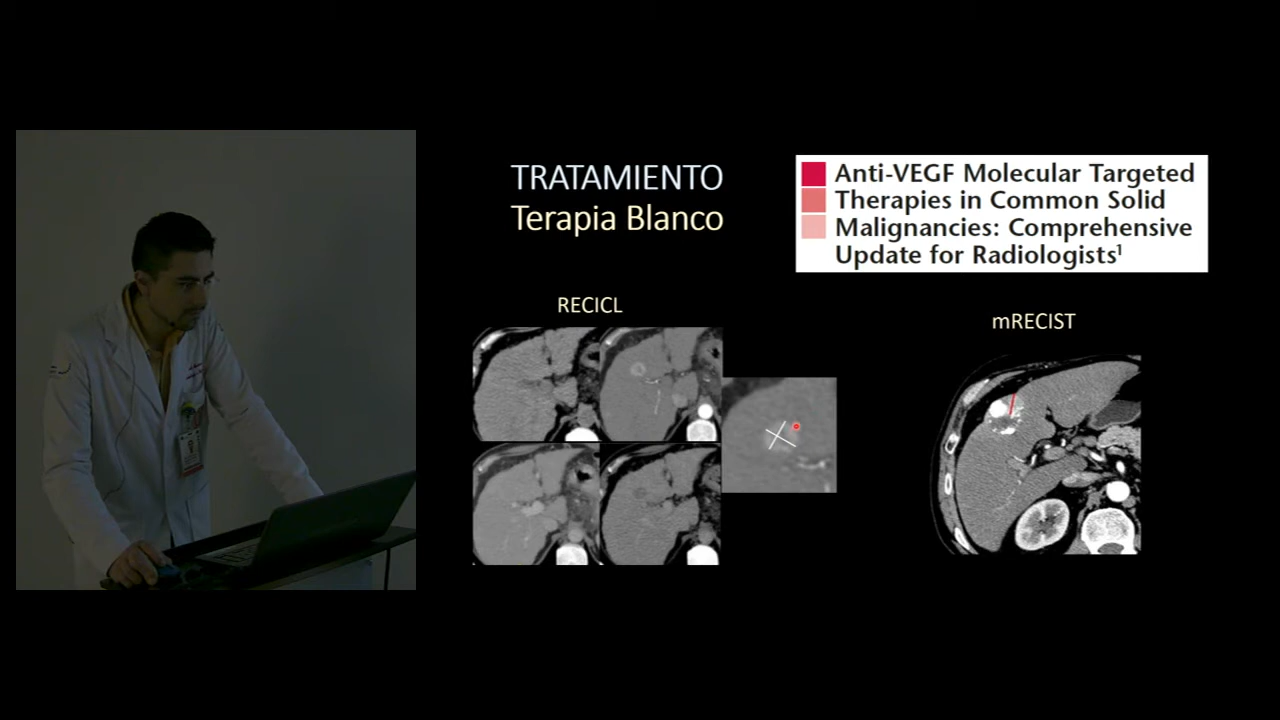 TRATAMIENTO
Terapia Blanco
Anti-VEGF Molecular Targeted
Therapies in Common Solid
Malignancies: Comprehensive
Update for Radiologists¹
RECICL
mRECIST